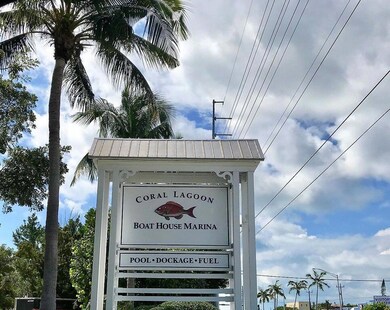 CORAL LAGOON
BOAT HOUSE MARINA
POOL • DOCKAGE • FUEL